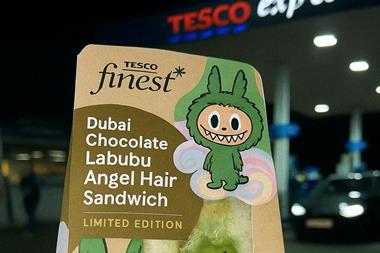 TESCO express
TESCO
finest*
Dubai
Chocolate
Labubu
Angel Hair
Sandwich
LIMITED EDITION